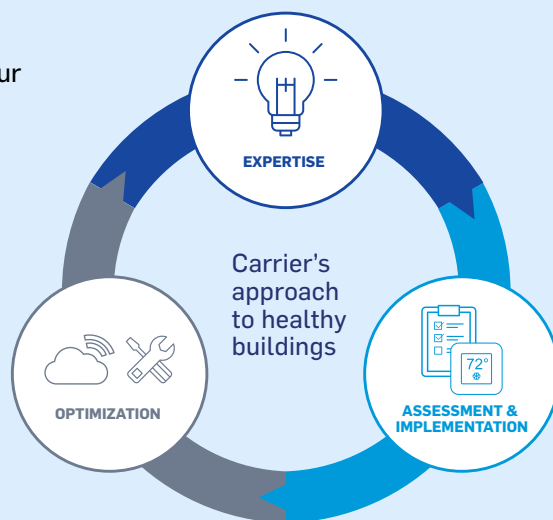 ur
EXPERTISE
Carrier's
approach
to healthy
buildings
72°
OPTIMIZATION
ASSESSMENT &
IMPLEMENTATION